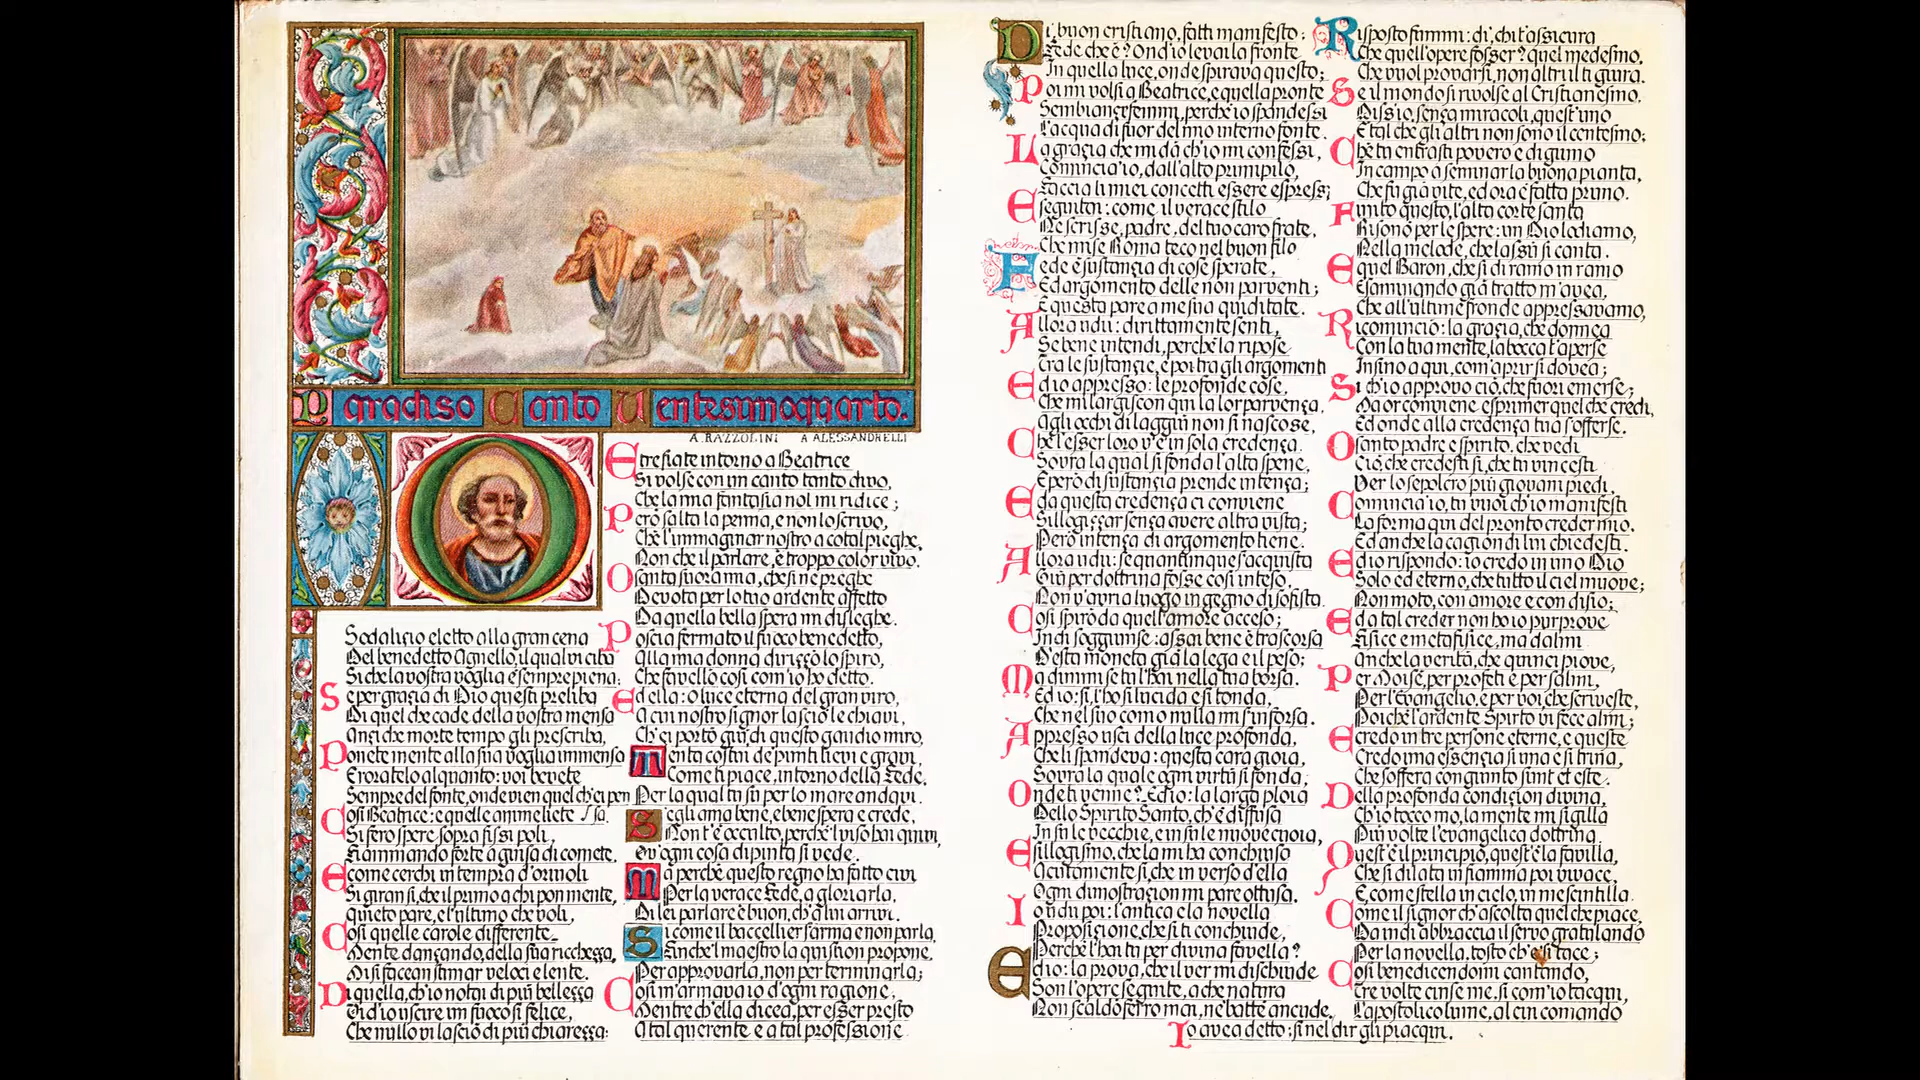 Paradiso Canto Ventesimoquarto.
A. RAZZOLINI A ALESSANDRELLI
O
Sodalizio eletto alla gran cena
Del benedetto Agnello, il qual vi ciba
Si che la vostra voglia è sempre piena:
Se per grazia di Dio questi preliba
Di quel che cade della vostra mensa
Anzi che morte tempo gli prescriba,
Ponete mente alla sua voglia immensa
E roratelo alquanto: voi bevete
Sempre del fonte, onde vien quel ch'ei pen
Cosi Beatrice: e quelle anime liete sa.
Si fero spere sopra fissi poli,
Fiammando forte a guisa di comete.
E come cerchi in tempra d'oriuoli
Si giran si, che il primo a chi pon mente,
Quieto pare, e l'ultimo che voli,
Cosi quelle carole differente_
Mente danzando, della sua ricchezza,
Mi si facean stimar veloci e lente.
Di quella, ch'io notai di più bellezza
Vid'io uscire un fuoco si felice,
Che nullo vi lasciò di più chiarezza:
E tre fiate intorno a Beatrice
Si volse con un canto tanto divo,
Che la mia fantasia nol mi ridice;
Però salta la penna, e non lo scrivo,
Chè l'immaginar nostro a cotai pieghe,
Non che il parlare, è troppo color vivo.
O santa suora mia, che si ne preghe
Devota per lo tuo ardente affetto
Da quella bella spera mi disleghe.
Poscia fermato il fuoco benedetto,
Alla mia donna dirizzò lo spiro,
Che favellò cosi com'io ho detto.
Ed ella: O luce eterna del gran viro,
A cui nostro Signor lasciò le chiavi,
Ch'ei portò giù, di questo gaudio miro,
Tenta costui de' punti lievi e gravi,
Come ti piace, intorno della Fede,
Per la qual tu su per lo mare andavi.
S'egli ama bene, e bene spera e crede,
Non t'è occulto, perchè l'viso hai quivi,
Ov'ogni cosa dipinta si vede.
Ma perchè questo regno ha fatto civi
Per la verace Fede, a gloriarla,
Di lei parlare è buon, ch'a lui arrivi.
Si come il baccellier s'arma e non parla,
Finchè l maestro la quistion propone,
Per approvarla, non per terminarla;
Cosi m'armava io d'ogni ragione,
Mentre ch'ella dicea, per esser presto
A tal querente e a tal professione
Di', buon cristiano, fatti manifesto:
Fede che è? Ond'io levai la fronte
In quella luce, onde spirava questo;
Poi mi volsi a Beatrice, e quella pronte
Sembianze femmi, perchè io spandessi
L'acqua di fuor del mio interno fonte.
La grazia che mi dà ch'io mi confessi,
Comincia'io, dall'alto primipilo,
Faccia li miei concetti essere espressi;
E seguitai: come il verace stilo
Ne scrisse, padre, del tuo caro frate,
Che mise Roma teco nel buon filo
Fede è sustanzia di cose sperate,
Ed argomento delle non parventi;
E questa pare a me sua quiditate.
Allora udii: dirittamente senti,
Se bene intendi, perchè la ripose
Tra le sustanzie, e poi tra gli argomenti
Ed io appresso: le profonde cose,
Che mi largiscon qui la lor parvenza,
Agli occhi di laggiù son si nascose,
Chè l'esser loro v'è in sola credenza,
Sovra la qual si fonda l'alta spene,
E però di sustanzia prende intenza;
E da questa credenza ci conviene
Sillogizzar senza avere altra vista;
Però intenza di argomento tiene.
Allora udii: se quantunque s'acquista
Giù per dottrina fosse cosi inteso,
Non v'avria luogo ingegno di sofista.
Cosi spirò da quell'amore acceso;
Indi soggiunse: assai bene è trascorsa
D'esta moneta già la lega e il peso;
Ma dimmi se tu l'hai nella tua borsa.
Ed io: si, l'ho si lucida e si tonda,
Che nel suo conio nulla mi s'inforsa.
Appresso uscì della luce profonda,
Che li splendeva: questa cara gioia,
Sovra la quale ogni virtù si fonda,
Onde ti venne? Ed io: la larga ploia
Dello Spirito Santo, ch'è diffusa
In su le vecchie, e in su le nuove cuoia,
E sillogismo, che la mi ha conchiuso
Acutamente si, che in verso d'ella
Ogni dimostrazion mi pare ottusa.
Io udii poi: l'antica e la novella
Proposizione, che si ti conchiude,
Perchè l'hai tu per divina favella?
Ed io: la prova, che il ver mi dischiude
Son l'opere seguite, a che natura
Non scaldò ferro mai, nè battè ancude.
Risposto fummi: di', chi t'assicura
Che quell'opere fosser? quel medesmo,
Che vuol provarsi, non altri il ti giura.
Se il mondo si rivolse al Cristianesmo,
Diss'io, senza miracoli, quest'uno
È tal che gli altri non sono il centesmo;
Chè tu entrasti povero e digiuno
In campo a seminar la buona pianta,
Che fu già vite, ed ora è fatta pruno.
Finito questo, l'alta corte santa
Risonò per le spere: un Dio lodiamo,
Nella melode, che lassù si canta.
E quel Baron, che si di ramo in ramo
Esaminando già tratto m'avea,
Che all'ultime fronde appressavamo,
Ricominciò: la grazia, che donnea
Con la tua mente, la bocca t'aperse
Insino a qui, com'aprir si dovea;
Si ch'io approvo ciò, che fuori emerse;
Ma or conviene esprimer quel che credi,
Ed onde alla credenza tua s'offerse.
O santo padre e spirito, che vedi
Ciò, che credesti si, che tu vincesti
Ver lo sepolcro più giovani piedi,
Comincia'io, tu vuoi ch'io manifesti
La forma qui del pronto creder mio,
Ed anche la cagion di lui chiedesti.
Ed io rispondo: io credo in uno Dio
Solo ed eterno, che tutto il ciel muove;
Non moto, con amore e con disio;
Ed a tal creder non ho io pur prove
Fisice e metafisice, ma dalmi
Anche la verità, che quinci piove,
Per Moisè, per profeti e per salmi,
Per l'Evangelio, e per voi che scriveste,
Poichè l'ardente Spirto vi fece almi;
E credo in tre persone eterne, e queste
Credo una essenzia si una e si trina,
Che soffera congiunto sunt et este.
Della profonda condizion divina,
Ch'io tocco mo, la mente mi sigilla
Più volte l'evangelica dottrina
Quest'è il principio, quest'è la favilla,
Che si dilata in fiamma poi vivace,
E, come stella in cielo, in me scintilla.
Come il signor ch'ascolta quel che piace,
Da indi abbraccia il servo gratulando
Per la novella, tosto ch'ei si tace;
Cosi benedicendomi cantando,
Tre volte cinse me, si com'io tacqui,
L'apostolico lume, al cui comando
Io avea detto: si nel dir gli piacqui.